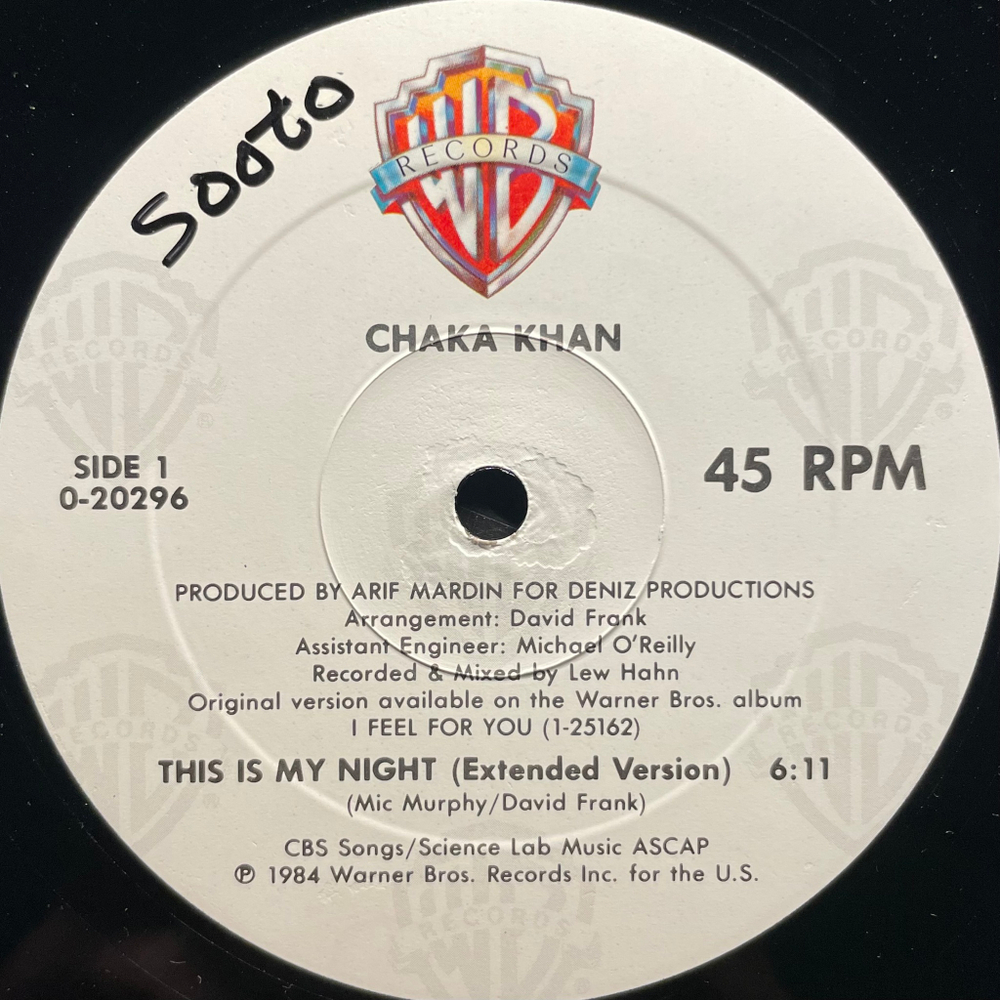 Sooto
WB
RECORDS
CHAKA KHAN
SIDE 1
0-20296
45 RPM
PRODUCED BY ARIF MARDIN FOR DENIZ PRODUCTIONS
Arrangement: David Frank
Assistant Engineer: Michael O'Reilly
Recorded & Mixed by Lew Hahn
Original version available on the Warner Bros. album
I FEEL FOR YOU (1-25162)
THIS IS MY NIGHT (Extended Version) 6:11
(Mic Murphy/David Frank)
CBS Songs/Science Lab Music ASCAP
℗ 1984 Warner Bros. Records Inc. for the U.S.